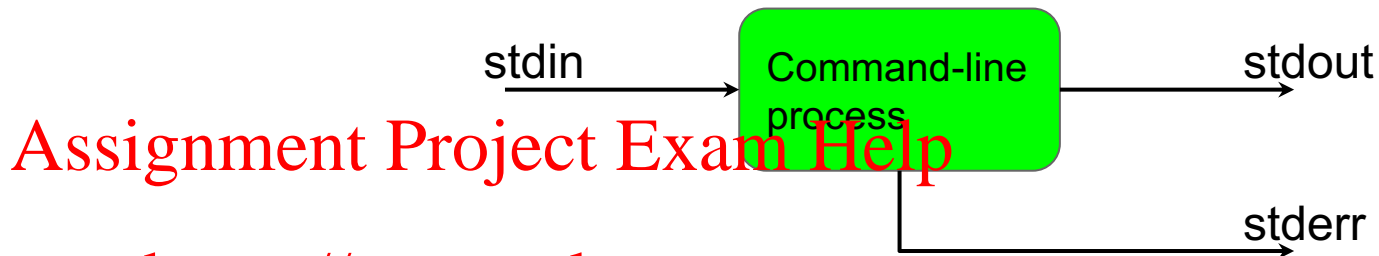 stdin
Command-line
process
stdout
Assignment Project Exam Help
stderr